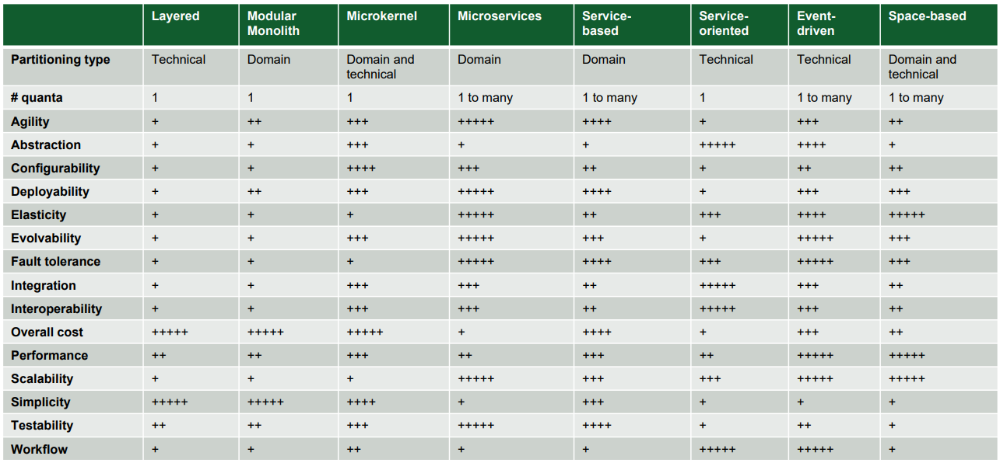 Layered Modular Monolith Microkernel Microservices Service-based Service-oriented Event-driven Space-based
Partitioning type Technical Domain Domain and technical Domain Domain Technical Technical Domain and technical
# quanta 1 1 1 1 to many 1 to many 1 1 to many 1 to many
Agility + ++ +++ +++++ ++++ + +++ ++
Abstraction + + +++ + + +++++ ++++ +
Configurability + + ++++ +++ ++ + ++ ++
Deployability + ++ +++ +++++ ++++ + +++ +++
Elasticity + + + +++++ ++ +++ ++++ +++++
Evolvability + + +++ +++++ +++ + +++++ +++
Fault tolerance + + + +++++ ++++ +++ +++++ +++
Integration + + +++ +++ ++ +++++ +++ ++
Interoperability + + +++ +++ ++ +++++ +++ ++
Overall cost +++++ +++++ +++++ + ++++ + +++ ++
Performance ++ ++ +++ ++ +++ ++ +++++ +++++
Scalability + + + +++++ +++ +++ +++++ +++++
Simplicity +++++ +++++ ++++ + +++ + + +
Testability ++ ++ +++ +++++ ++++ + ++ +
Workflow + + ++ + + +++++ +++++ +